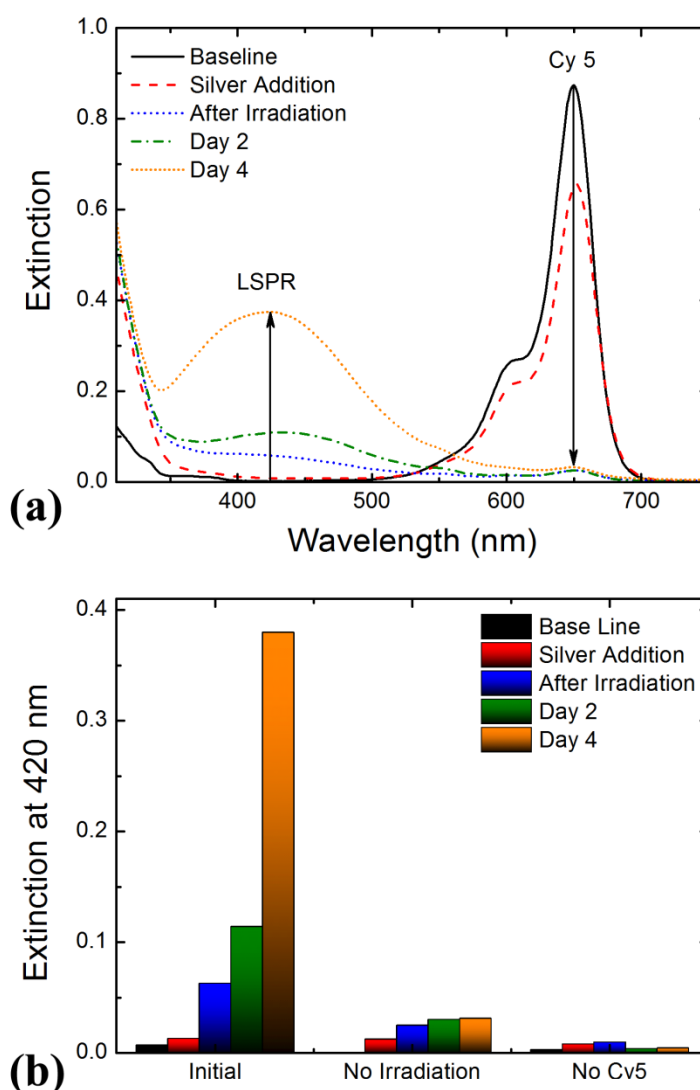 1.0
Baseline
Silver Addition
After Irradiation
Day 2
Day 4
Cy 5
0.8
0.6
LSPR
0.4
0.2
0.0
Extinction
400 500 600 700
Wavelength (nm)
(a)
0.4
Base Line
Silver Addition
After Irradiation
Day 2
Day 4
0.3
0.2
0.1
0.0
Extinction at 420 nm
Initial No Irradiation No Cy5
(b)